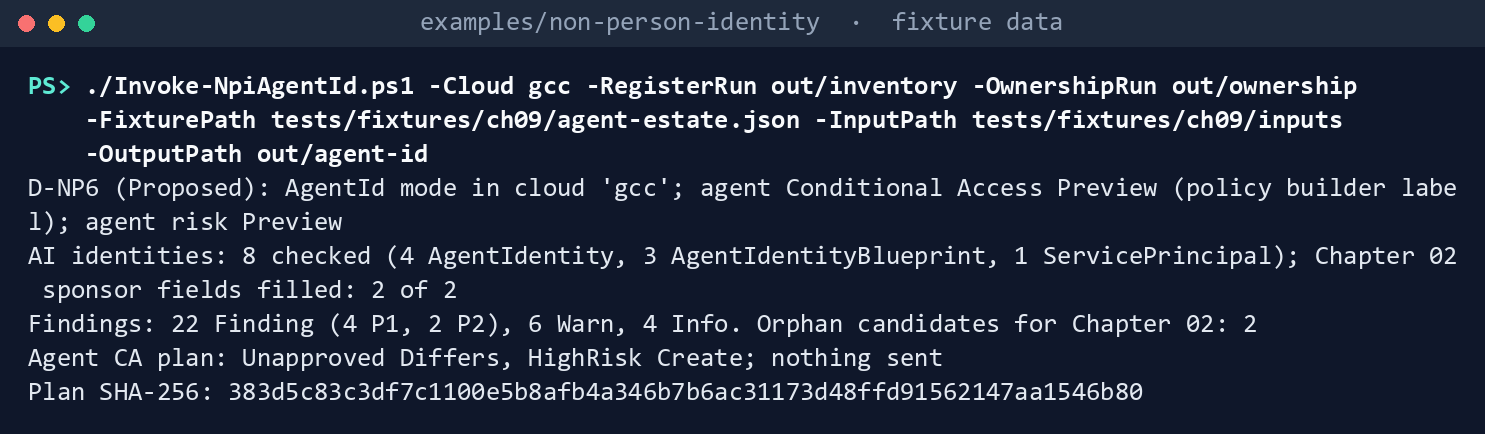 examples/non-person-identity · fixture data
PS> ./Invoke-NpiAgentId.ps1 -Cloud gcc -RegisterRun out/inventory -OwnershipRun out/ownership
-FixturePath tests/fixtures/ch09/agent-estate.json -InputPath tests/fixtures/ch09/inputs
-OutputPath out/agent-id
D-NP6 (Proposed): AgentId mode in cloud 'gcc'; agent Conditional Access Preview (policy builder labe
l); agent risk Preview
AI identities: 8 checked (4 AgentIdentity, 3 AgentIdentityBlueprint, 1 ServicePrincipal); Chapter 02
sponsor fields filled: 2 of 2
Findings: 22 Finding (4 P1, 2 P2), 6 Warn, 4 Info. Orphan candidates for Chapter 02: 2
Agent CA plan: Unapproved Differs, HighRisk Create; nothing sent
Plan SHA-256: 383d5c83c3df7c1100e5b8afb4a346b7b6ac31173d48ffd91562147aa1546b80